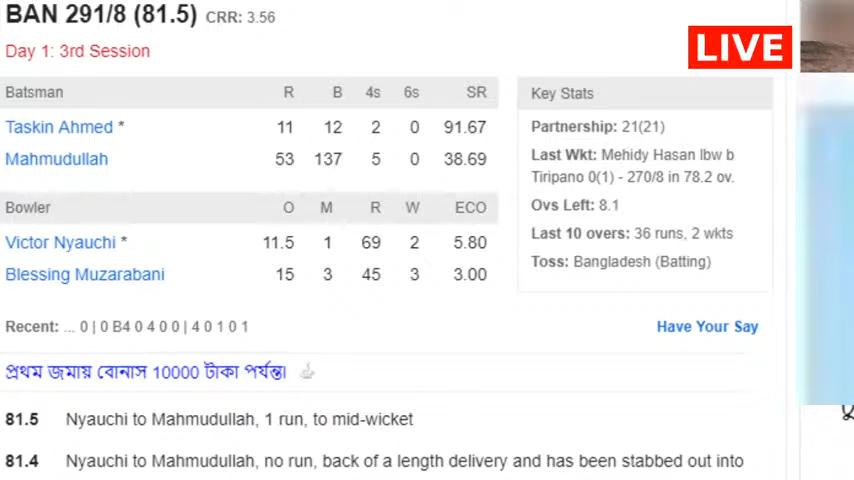 BAN 291/8 (81.5) CRR: 3.56
Day 1: 3rd Session
LIVE
Batsman R B 4s 6s SR
Taskin Ahmed * 11 12 2 0 91.67
Mahmudullah 53 137 5 0 38.69
Bowler O M R W ECO
Victor Nyauchi * 11.5 1 69 2 5.80
Blessing Muzarabani 15 3 45 3 3.00
Key Stats
Partnership: 21(21)
Last Wkt: Mehidy Hasan lbw b
Tiripano 0(1) - 270/8 in 78.2 ov.
Ovs Left: 8.1
Last 10 overs: 36 runs, 2 wkts
Toss: Bangladesh (Batting)
Recent: ... 0 | 0 B4 0 4 0 0 | 4 0 1 0 1
Have Your Say
প্রথম জমায় বোনাস 10000 টাকা পর্যন্ত।
81.5 Nyauchi to Mahmudullah, 1 run, to mid-wicket
81.4 Nyauchi to Mahmudullah, no run, back of a length delivery and has been stabbed out into